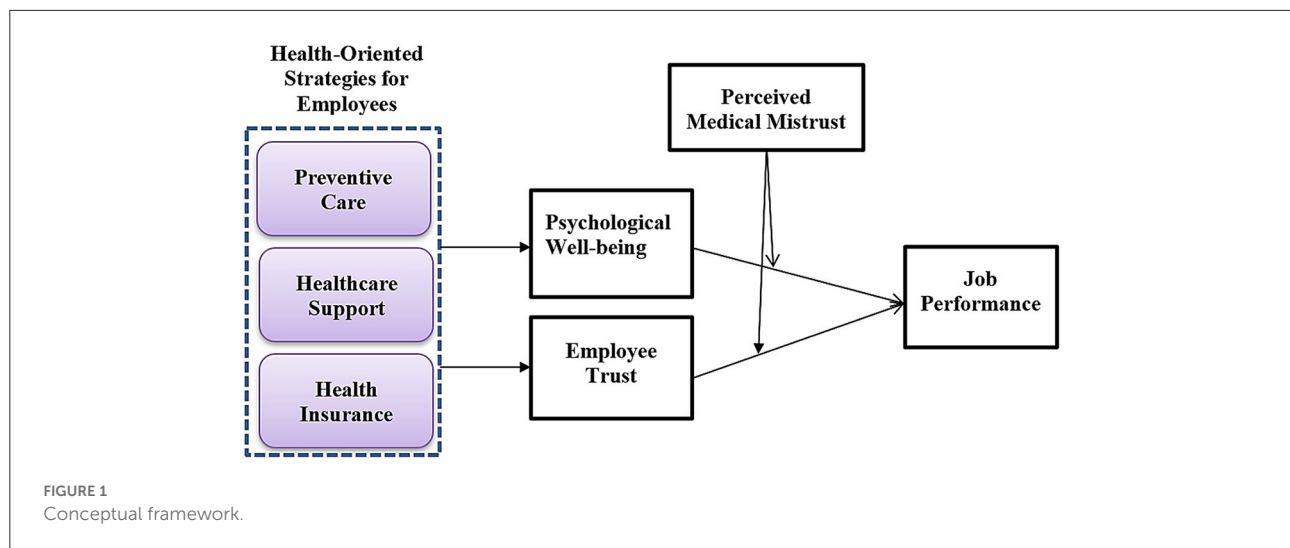 Health-Oriented
Strategies for
Employees
Preventive
Care
Healthcare
Support
Health
Insurance
Psychological
Well-being
Employee
Trust
Perceived
Medical Mistrust
Job
Performance
FIGURE 1
Conceptual framework.